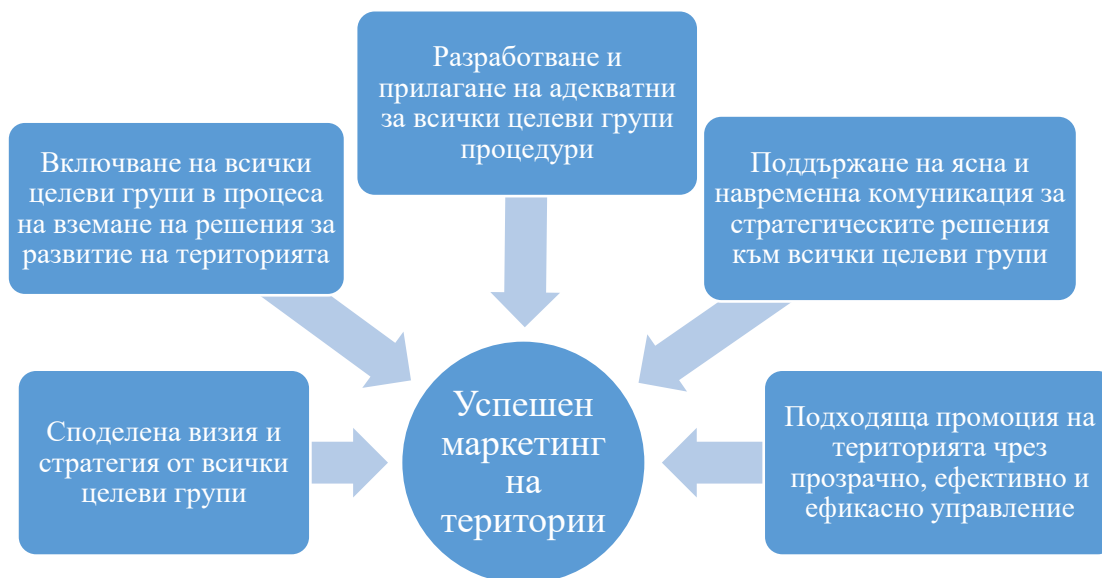 Разработване и
прилагане на адекватни
за всички целеви групи
процедури
Включване на всички
целеви групи в процеса
на вземане на решения за
развитие на територията
Поддържане на ясна и
навременна комуникация за
стратегическите решения
към всички целеви групи
Споделена визия и
стратегия от всички
целеви групи
Успешен
маркетинг
на
територии
Подходяща промоция на
територията чрез
прозрачно, ефективно и
ефикасно управление